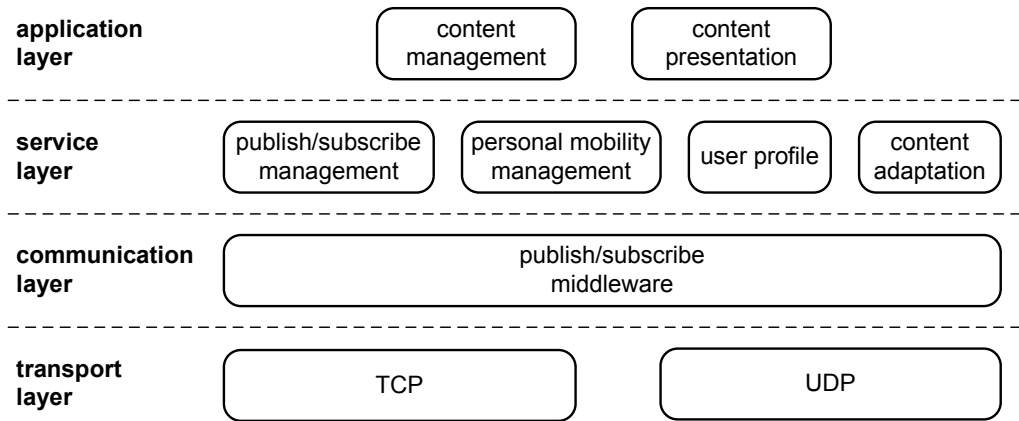 application
layer
content
management
content
presentation
service
layer
publish/subscribe
management
personal mobility
management
user profile
content
adaptation
communication
layer
publish/subscribe
middleware
transport
layer
TCP
UDP